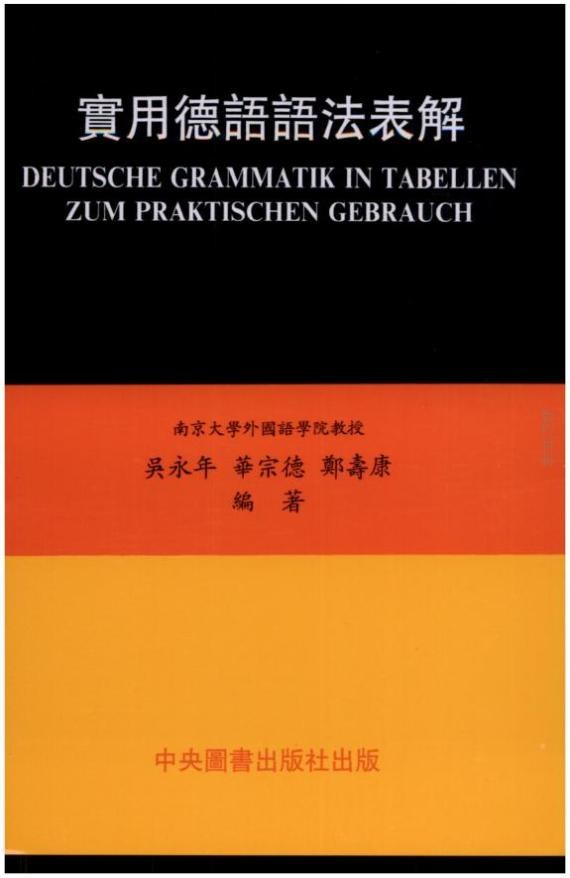 實用德語語法表解
DEUTSCHE GRAMMATIK IN TABELLEN
ZUM PRAKTISCHEN GEBRAUCH
南京大學外國語學院教授
吳永年 華宗德 鄭壽康
編 著
中央圖書出版社出版